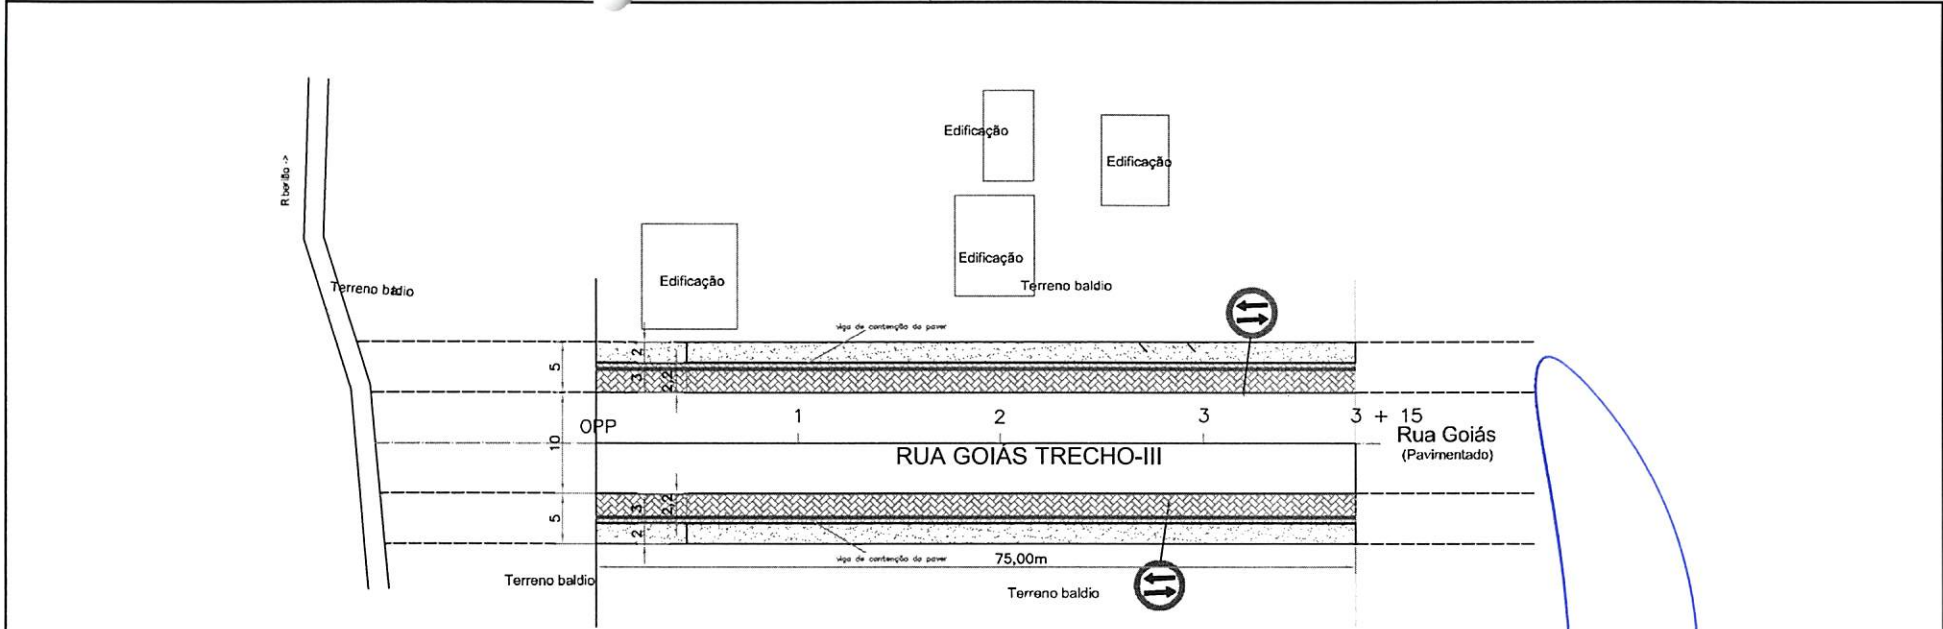 Edificação
Edificação
Ribeirão ->
Edificação
Edificação
Terreno baldio
Terreno baldio
viga de contenção do paver
2
5
3
2,2
OPP
1
2
3
3 + 15
Rua Goiás
(Pavimentado)
10
RUA GOIÁS TRECHO-III
2,2
3
5
2
viga de contenção do paver
75,00m
Terreno baldio
Terreno baldio